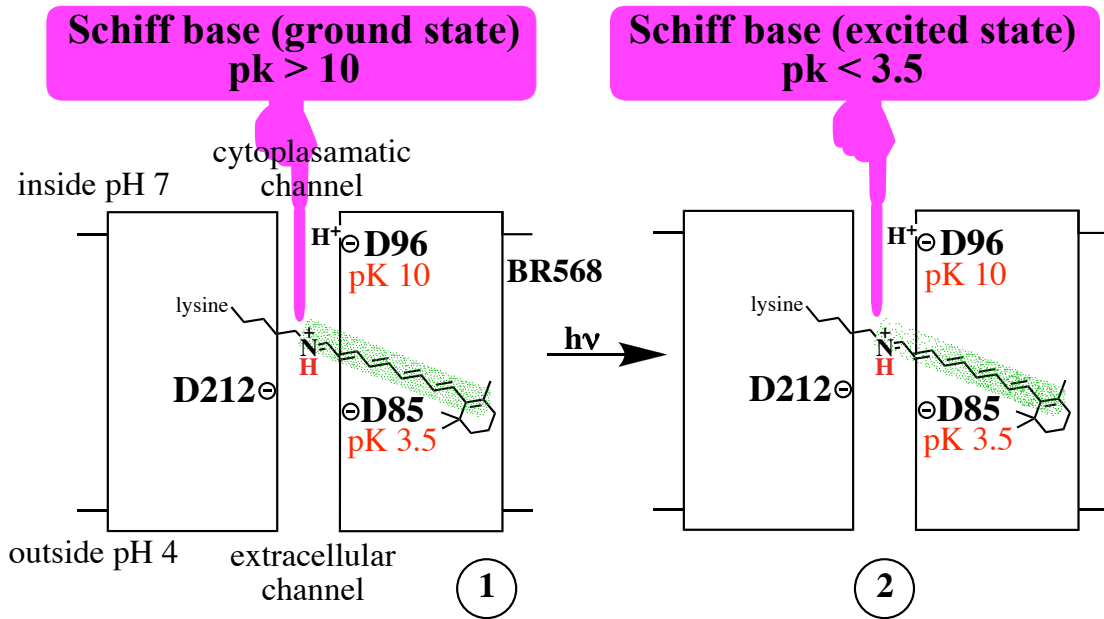 Schiff base (ground state)
pk > 10
Schiff base (excited state)
pk < 3.5
cytoplasamatic
channel
inside pH 7
H+ ⊖ D96
pK 10
BR568
lysine
+
N
H
D212 ⊖
⊖ D85
pK 3.5
outside pH 4
extracellular
channel
1
hν
H+ ⊖ D96
pK 10
lysine
+
N
H
D212 ⊖
⊖ D85
pK 3.5
2